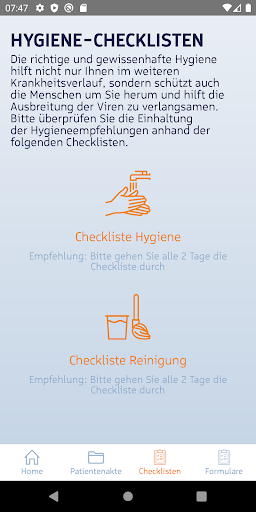 07:47
HYGIENE-CHECKLISTEN
Die richtige und gewissenhafte Hygiene
hilft nicht nur Ihnen im weiteren
Krankheitsverlauf, sondern schützt auch
die Menschen um Sie herum und hilft die
Ausbreitung der Viren zu verlangsamen.
Bitte überprüfen Sie die Einhaltung
der Hygieneempfehlungen anhand der
folgenden Checklisten.
Checkliste Hygiene
Empfehlung: Bitte gehen Sie alle 2 Tage die
Checkliste durch
Checkliste Reinigung
Empfehlung: Bitte gehen Sie alle 2 Tage die
Checkliste durch
Home Patientenakte Checklisten Formulare